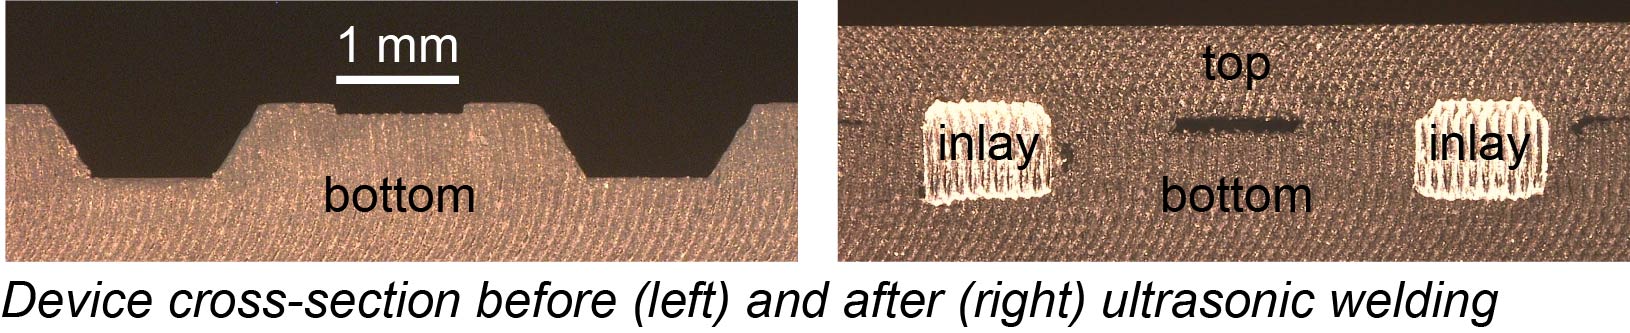 1 mm
bottom
top
inlay
inlay
bottom
Device cross-section before (left) and after (right) ultrasonic welding